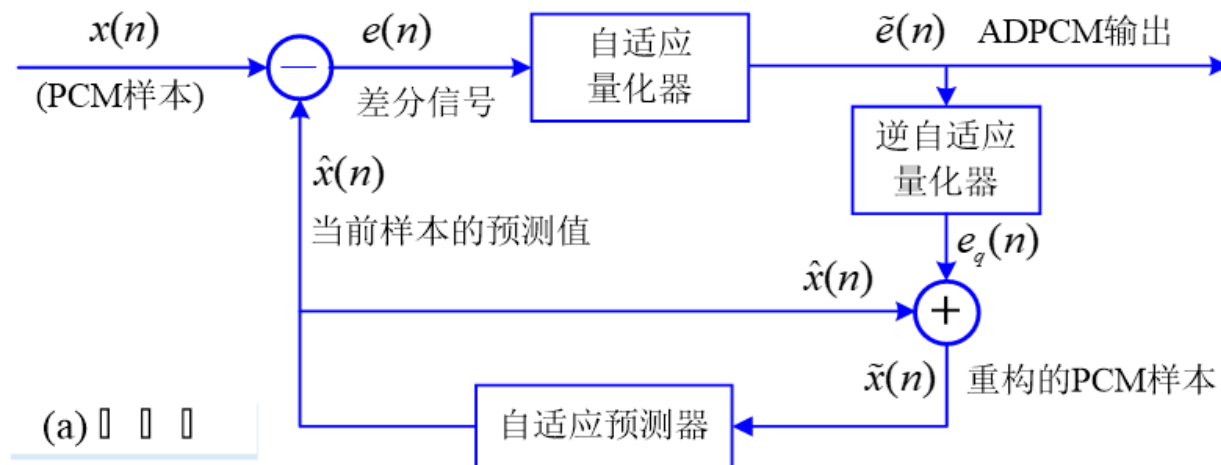 x(n)
(PCM样本)
−
e(n)
差分信号
自适应
量化器
ẽ(n) ADPCM输出
逆自适应
量化器
x̂(n)
当前样本的预测值
e_q(n)
x̂(n)
+
x̃(n) 重构的PCM样本
自适应预测器
(a)